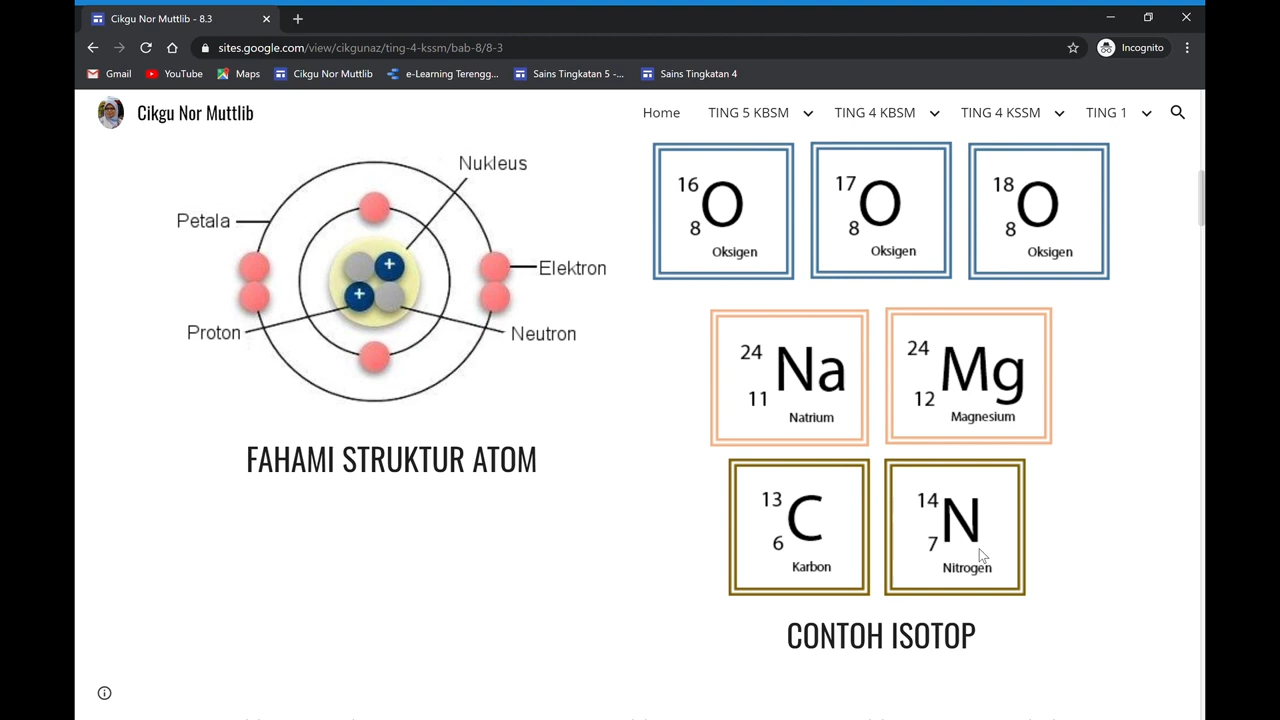 Cikgu Nor Muttlib - 8.3
sites.google.com/view/cikgunaz/ting-4-kssm/bab-8/8-3
Incognito
Gmail
YouTube
Maps
Cikgu Nor Muttlib
e-Learning Terengg...
Sains Tingkatan 5 -...
Sains Tingkatan 4
Cikgu Nor Muttlib
Home
TING 5 KBSM
TING 4 KBSM
TING 4 KSSM
TING 1
Nukleus
Petala
Elektron
Proton
Neutron
+
+
FAHAMI STRUKTUR ATOM
16
8
O
Oksigen
17
8
O
Oksigen
18
8
O
Oksigen
24
11
Na
Natrium
24
12
Mg
Magnesium
13
6
C
Karbon
14
7
N
Nitrogen
CONTOH ISOTOP